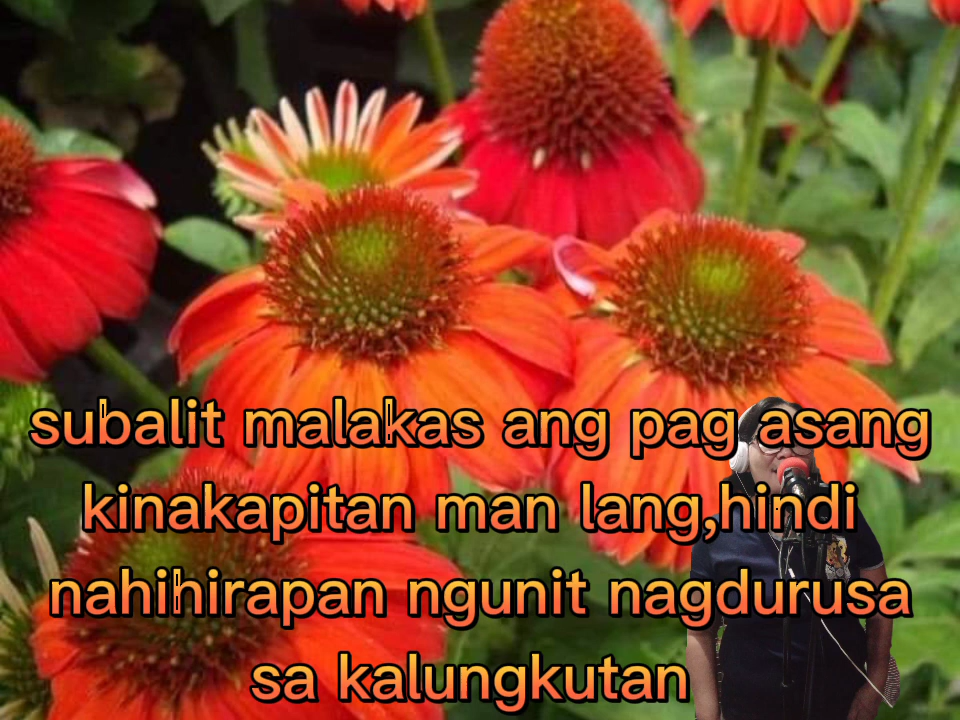 subalit malakas ang pag asang
kinakapitan man lang,hindi
nahihirapan ngunit nagdurusa
sa kalungkutan